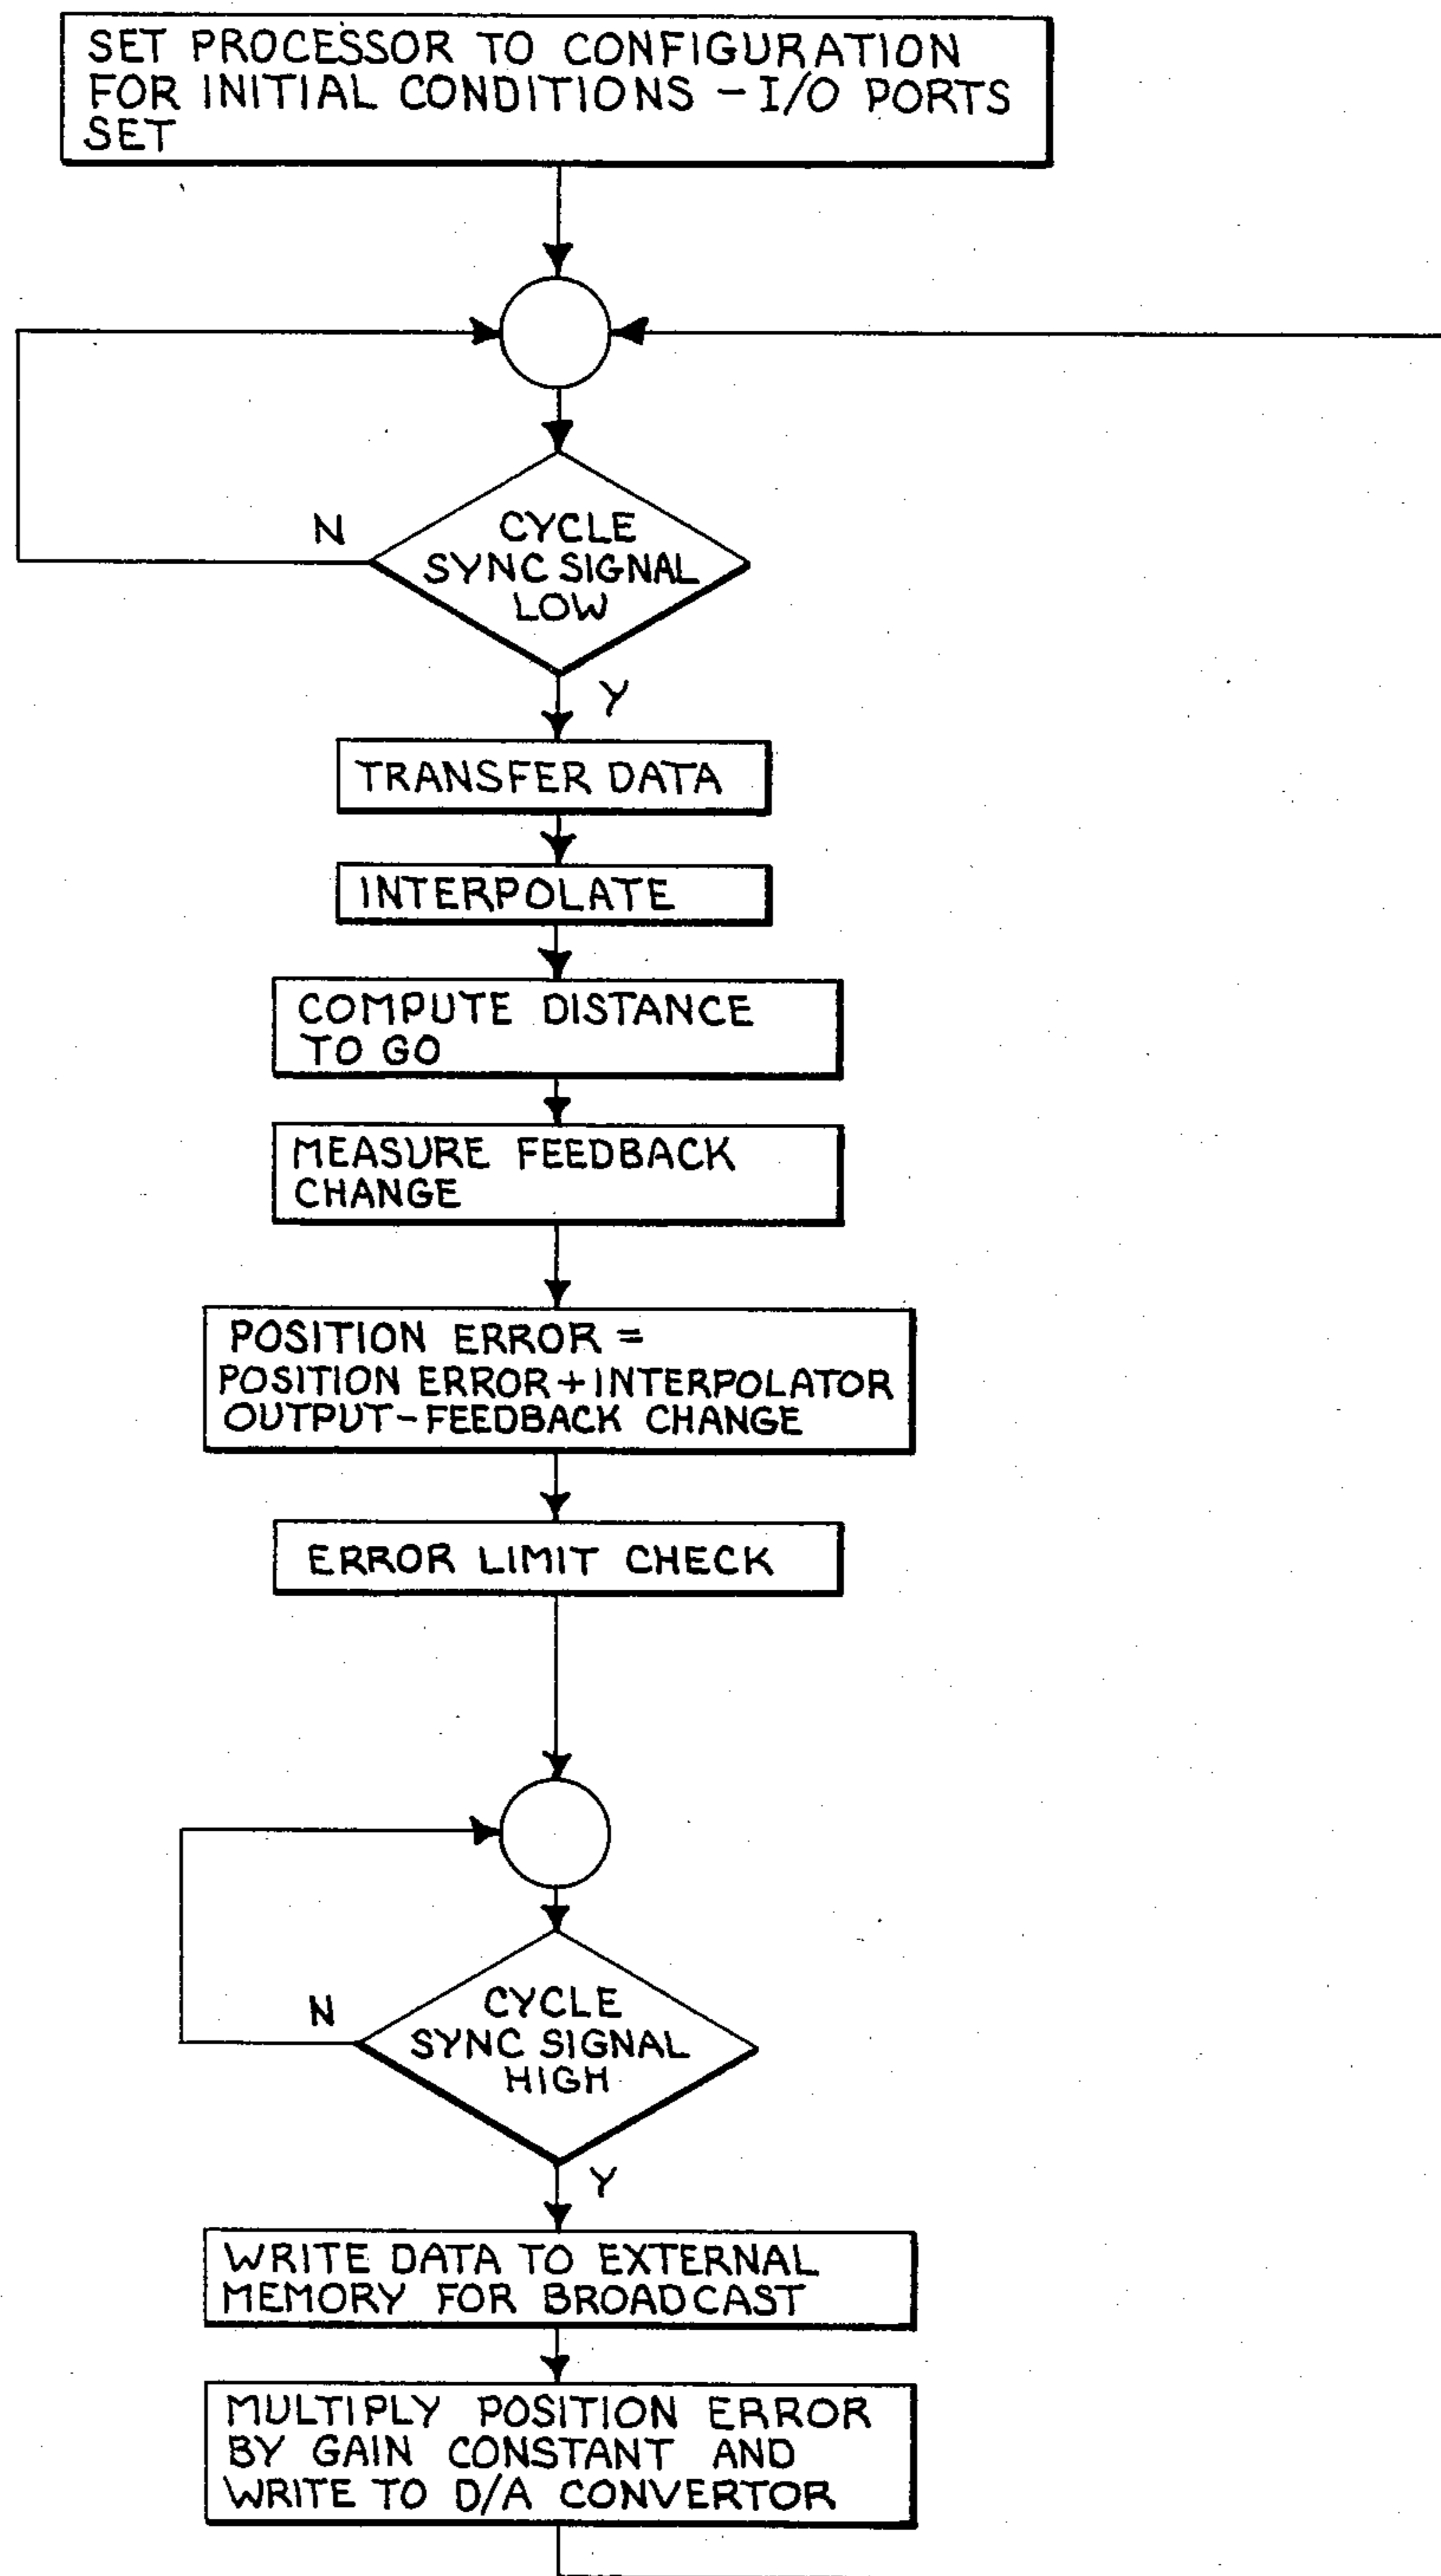 SET PROCESSOR TO CONFIGURATION
FOR INITIAL CONDITIONS - I/O PORTS
SET
N
CYCLE
SYNC SIGNAL
LOW
Y
TRANSFER DATA
INTERPOLATE
COMPUTE DISTANCE
TO GO
MEASURE FEEDBACK
CHANGE
POSITION ERROR =
POSITION ERROR + INTERPOLATOR
OUTPUT - FEEDBACK CHANGE
ERROR LIMIT CHECK
N
CYCLE
SYNC SIGNAL
HIGH
Y
WRITE DATA TO EXTERNAL
MEMORY FOR BROADCAST
MULTIPLY POSITION ERROR
BY GAIN CONSTANT AND
WRITE TO D/A CONVERTOR